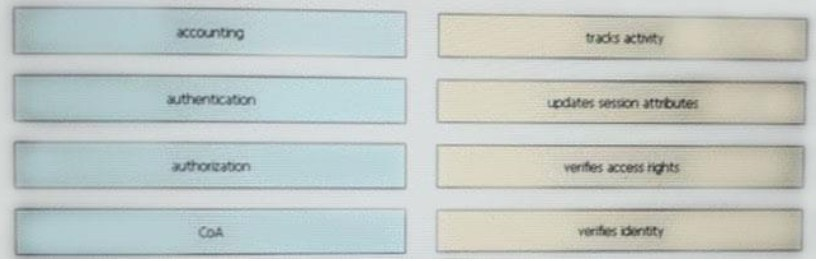 accounting
tracks activity
authentication
updates session attributes
authorization
verifies access rights
CoA
verifies identity